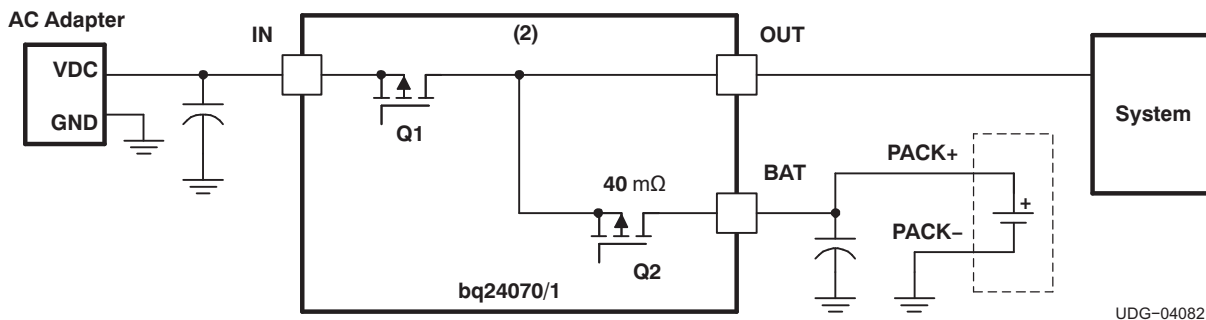 AC Adapter
VDC
GND
IN
(2)
OUT
Q1
System
40 mΩ
BAT
PACK+
+
PACK−
Q2
bq24070/1
UDG−04082